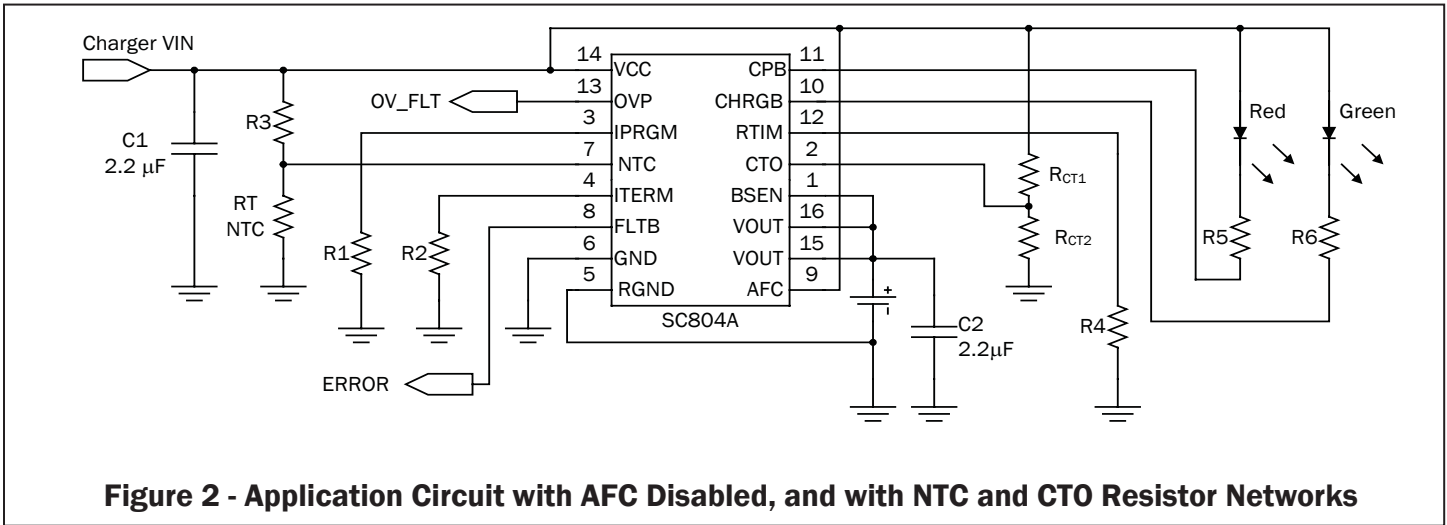 Charger VIN
C1
2.2 µF
R3
RT
NTC
OV_FLT
R1
R2
ERROR
14
VCC
13
OVP
3
IPRGM
7
NTC
4
ITERM
8
FLTB
6
GND
5
RGND
SC804A
CPB
11
CHRGB
10
RTIM
12
CTO
2
BSEN
1
VOUT
16
VOUT
15
AFC
9
+
C2
2.2µF
RCT1
RCT2
R4
Red
Green
R5
R6
Figure 2 - Application Circuit with AFC Disabled, and with NTC and CTO Resistor Networks